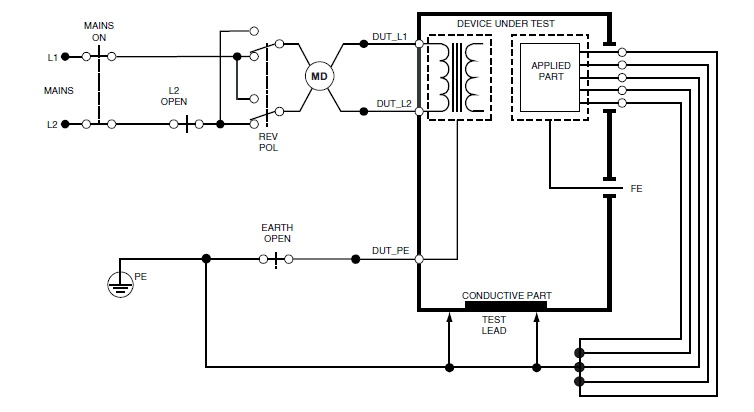 MAINS
ON
DEVICE UNDER TEST
DUT_L1
L1
MD
APPLIED
PART
MAINS
L2
OPEN
DUT_L2
L2
REV
POL
FE
EARTH
OPEN
DUT_PE
PE
CONDUCTIVE PART
TEST
LEAD